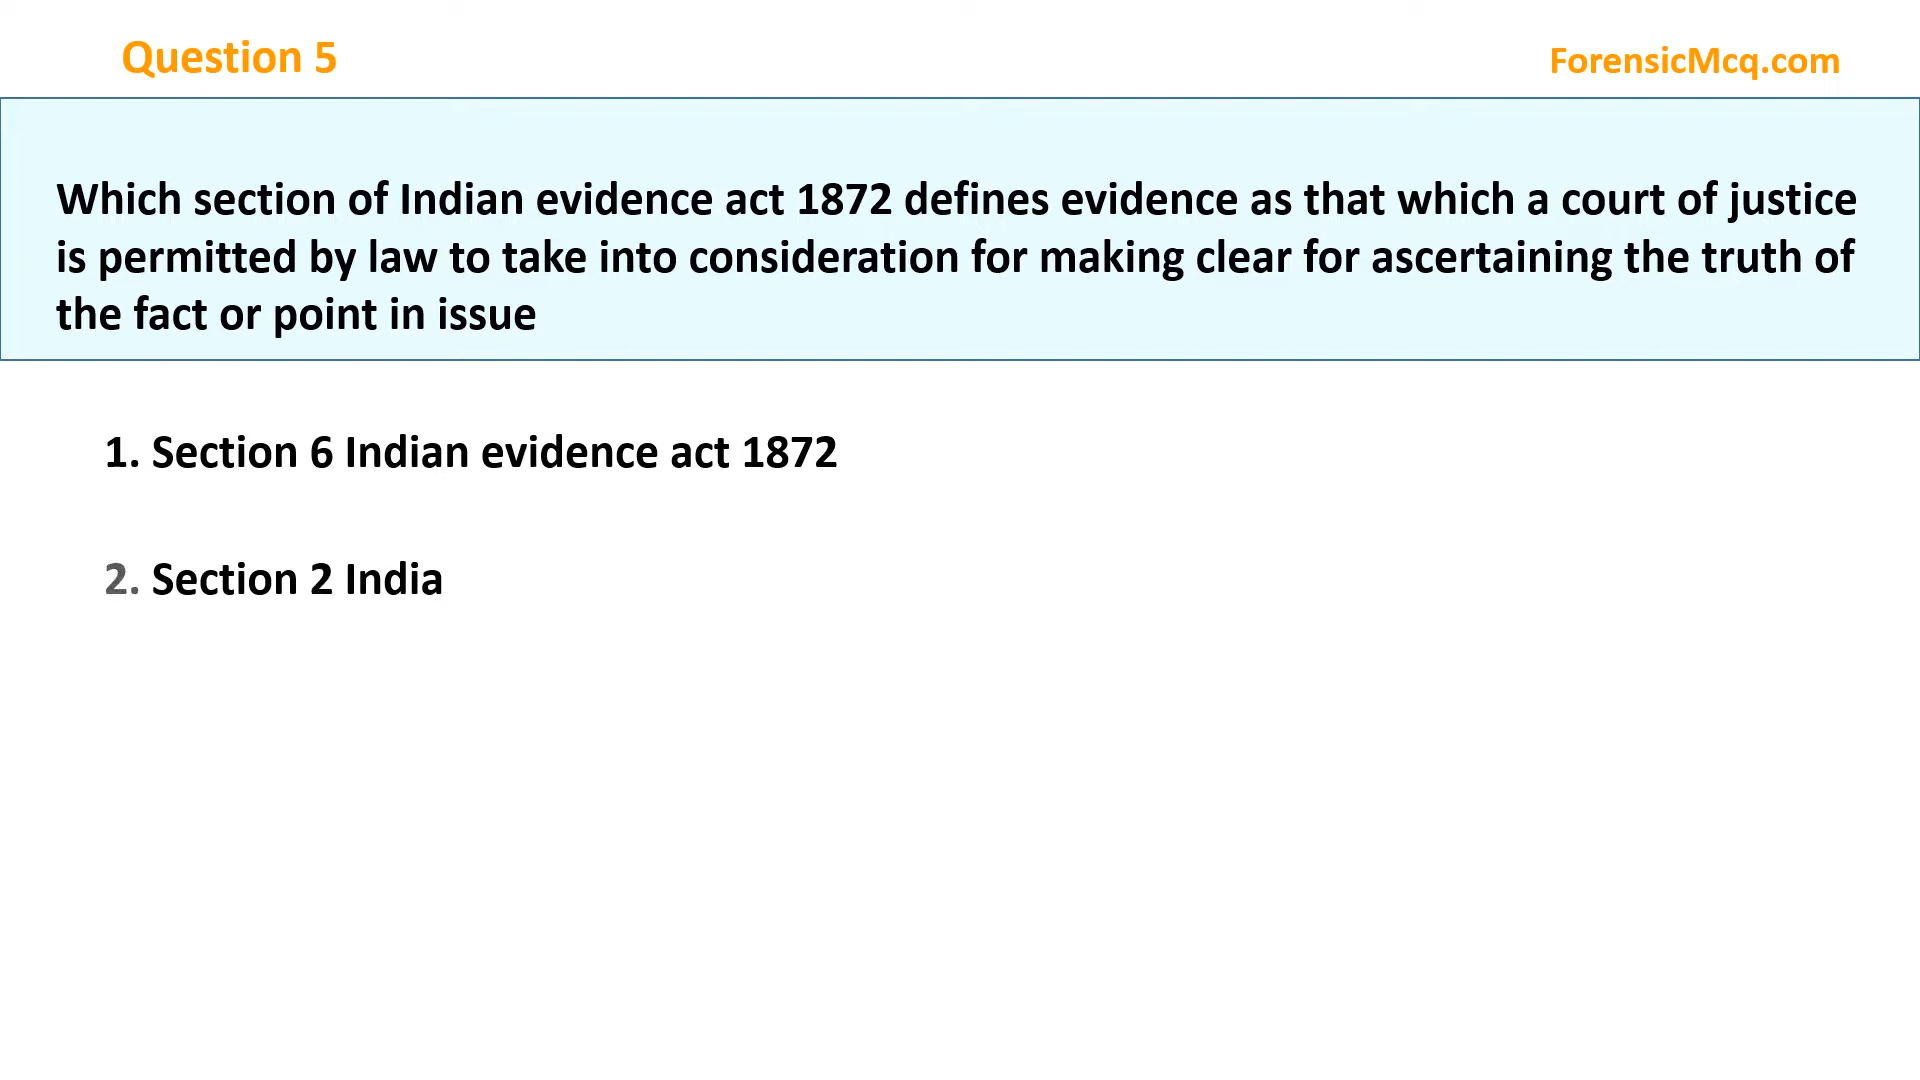 Question 5
ForensicMcq.com
Which section of Indian evidence act 1872 defines evidence as that which a court of justice
is permitted by law to take into consideration for making clear for ascertaining the truth of
the fact or point in issue
1. Section 6 Indian evidence act 1872
2. Section 2 India